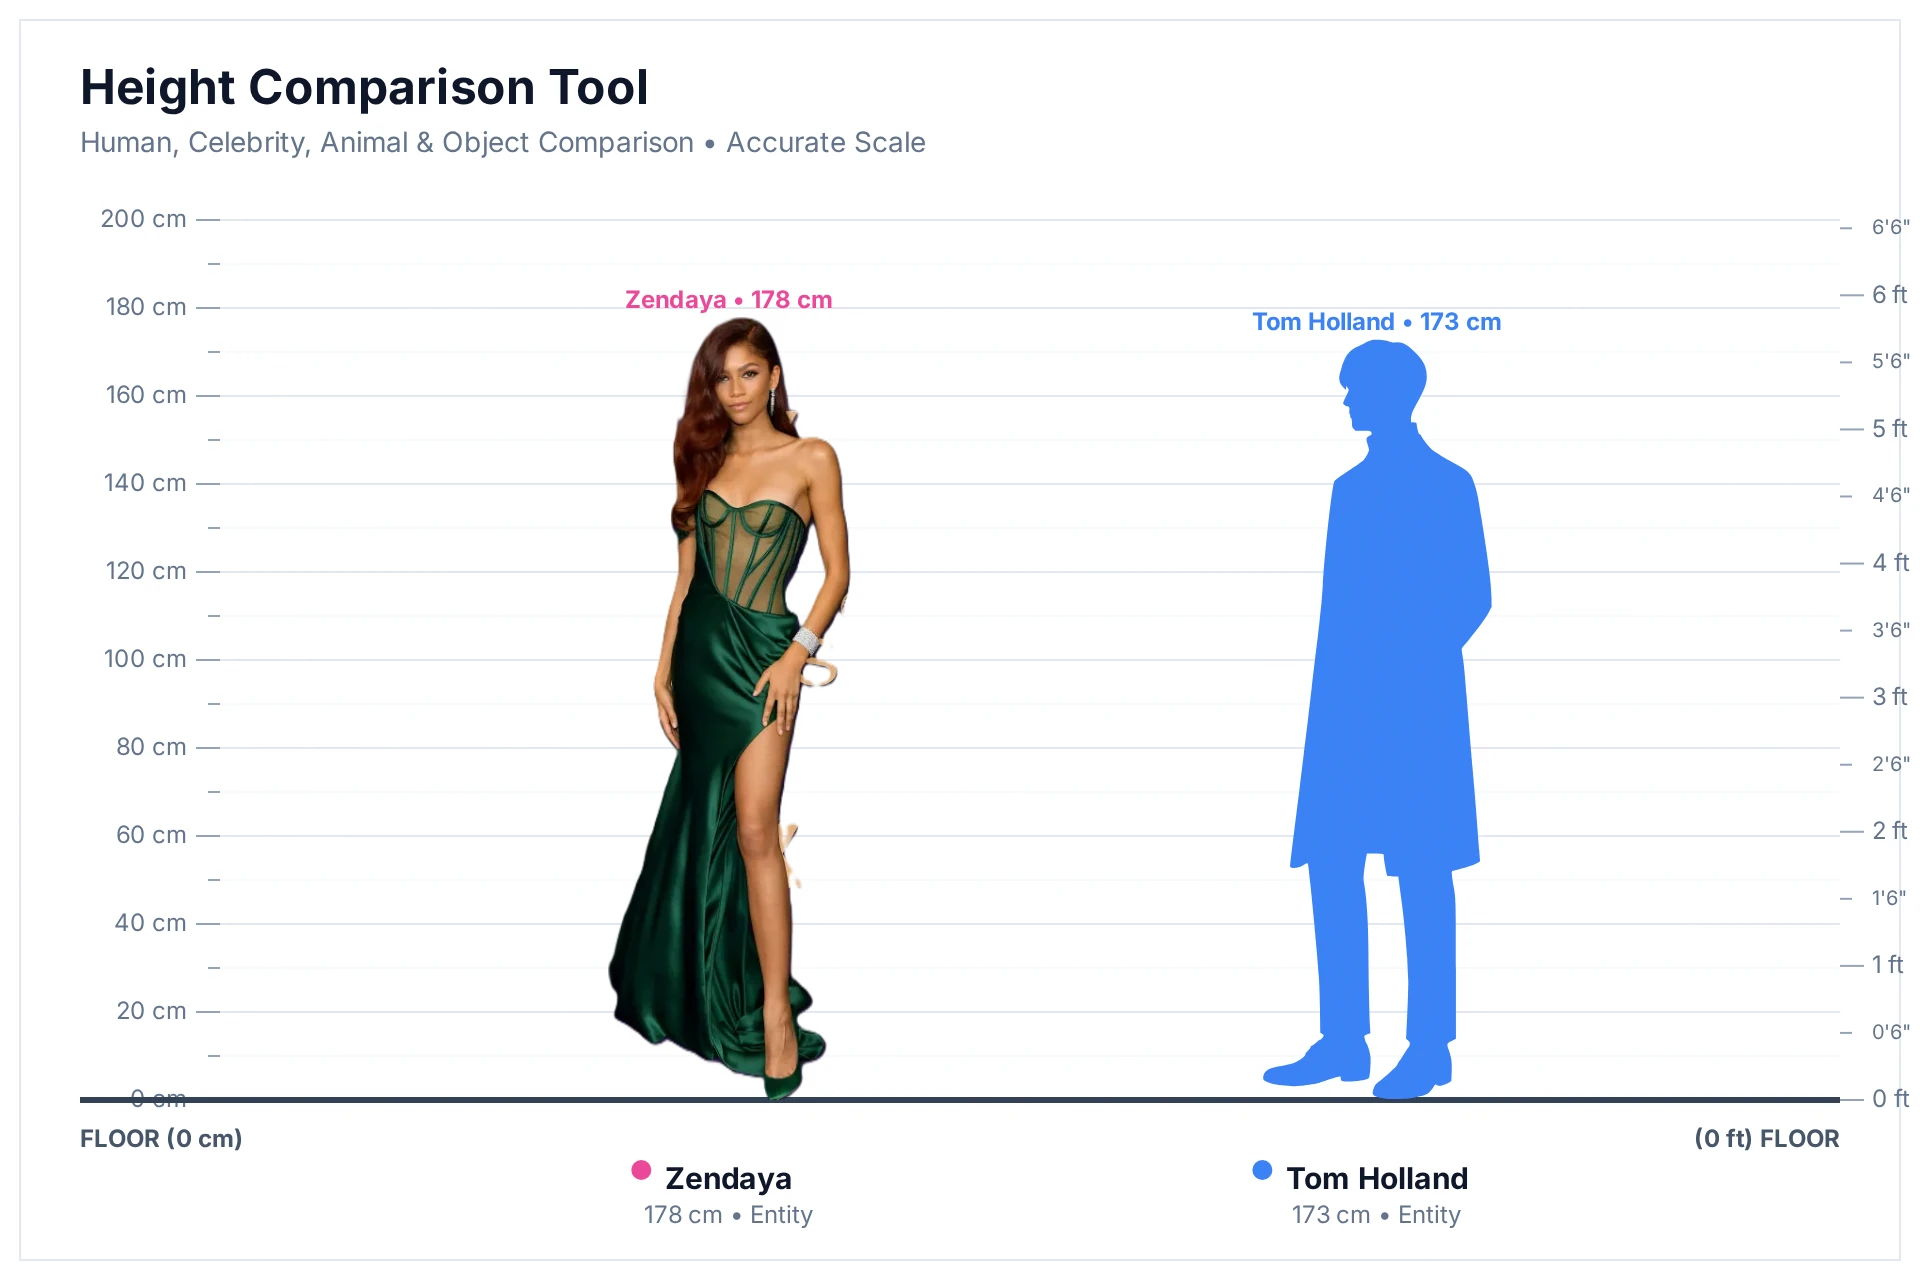 Height Comparison Tool
Human, Celebrity, Animal & Object Comparison • Accurate Scale
200 cm
6'6"
180 cm
Zendaya • 178 cm
6 ft
Tom Holland • 173 cm
5'6"
160 cm
5 ft
140 cm
4'6"
120 cm
4 ft
100 cm
3'6"
3 ft
80 cm
2'6"
60 cm
2 ft
40 cm
1'6"
1 ft
20 cm
0'6"
0 cm
0 ft
FLOOR (0 cm)
(0 ft) FLOOR
Zendaya
Tom Holland
178 cm • Entity
173 cm • Entity